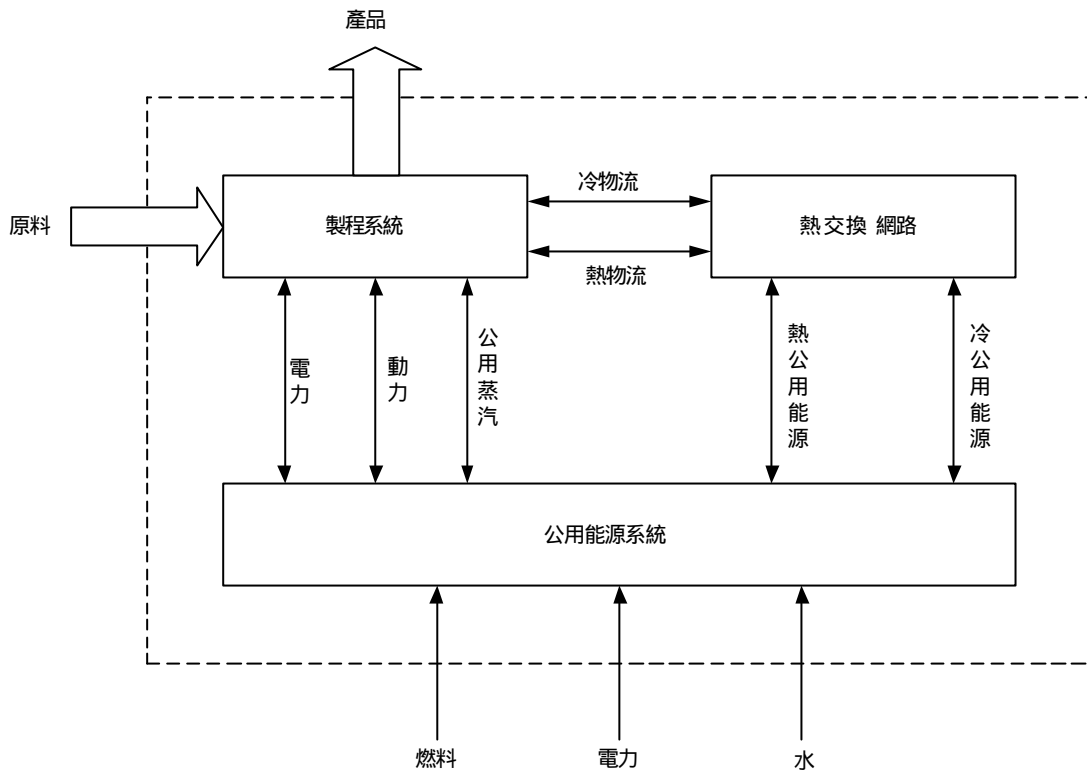 產品
原料
製程系統
冷物流
熱物流
熱交換 網路
電力
動力
公用蒸汽
熱公用能源
冷公用能源
公用能源系統
燃料
電力
水